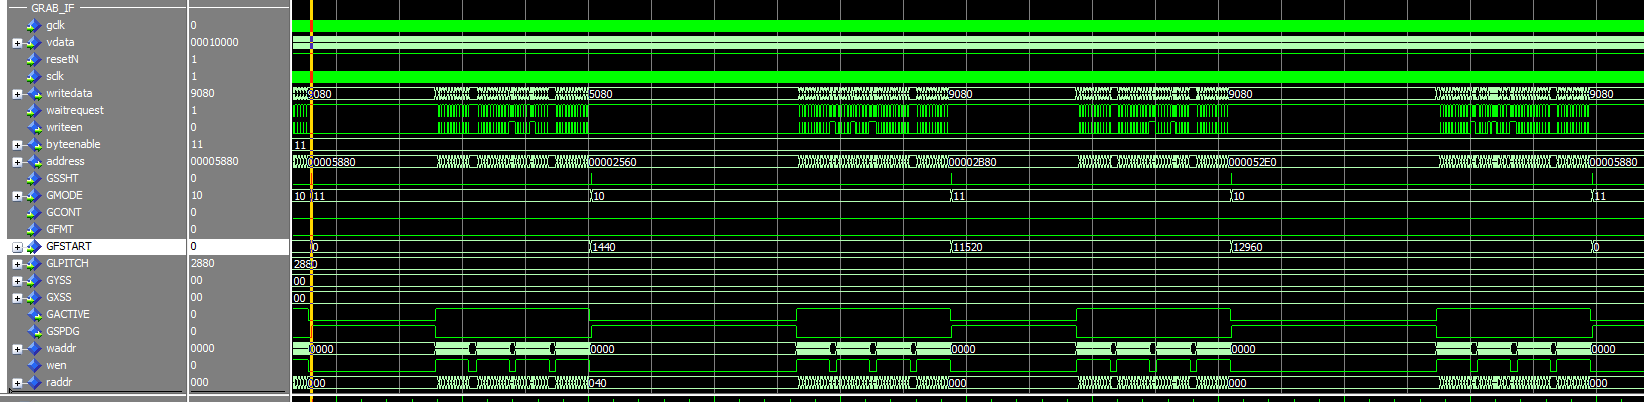 GRAB_IF
gclk 0
vdata 00010000
resetN 1
sclk 1
writedata 9080 9080 5080 9080 9080 9080
waitrequest 1
writeen 0
byteenable 11 11
address 00005880 00005880 00002560 00002B80 000052E0 00005880
GSSHT 0
GMODE 10 10 11 10 11 10 11
GCONT 0
GFMT 0
GFSTART 0 0 1440 11520 12960 0
GLPITCH 2880 2880
GYSS 00 00
GXSS 00 00
GACTIVE 0
GSPDG 0
waddr 0000 0000 0000 0000 0000 0000
wen 0
raddr 000 000 040 000 000 000